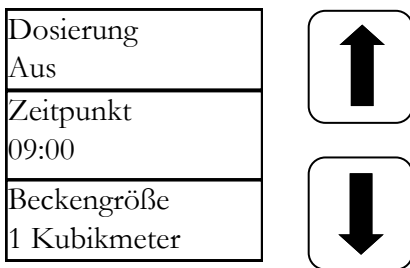 Dosierung
Aus
Zeitpunkt
09:00
Beckengröße
1 Kubikmeter